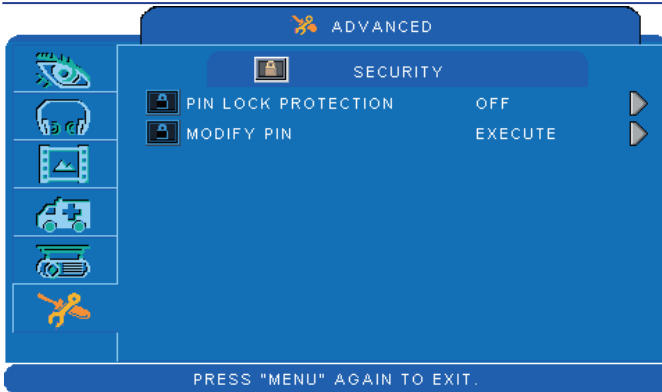 ADVANCED
SECURITY
PIN LOCK PROTECTION OFF
MODIFY PIN EXECUTE
PRESS "MENU" AGAIN TO EXIT.